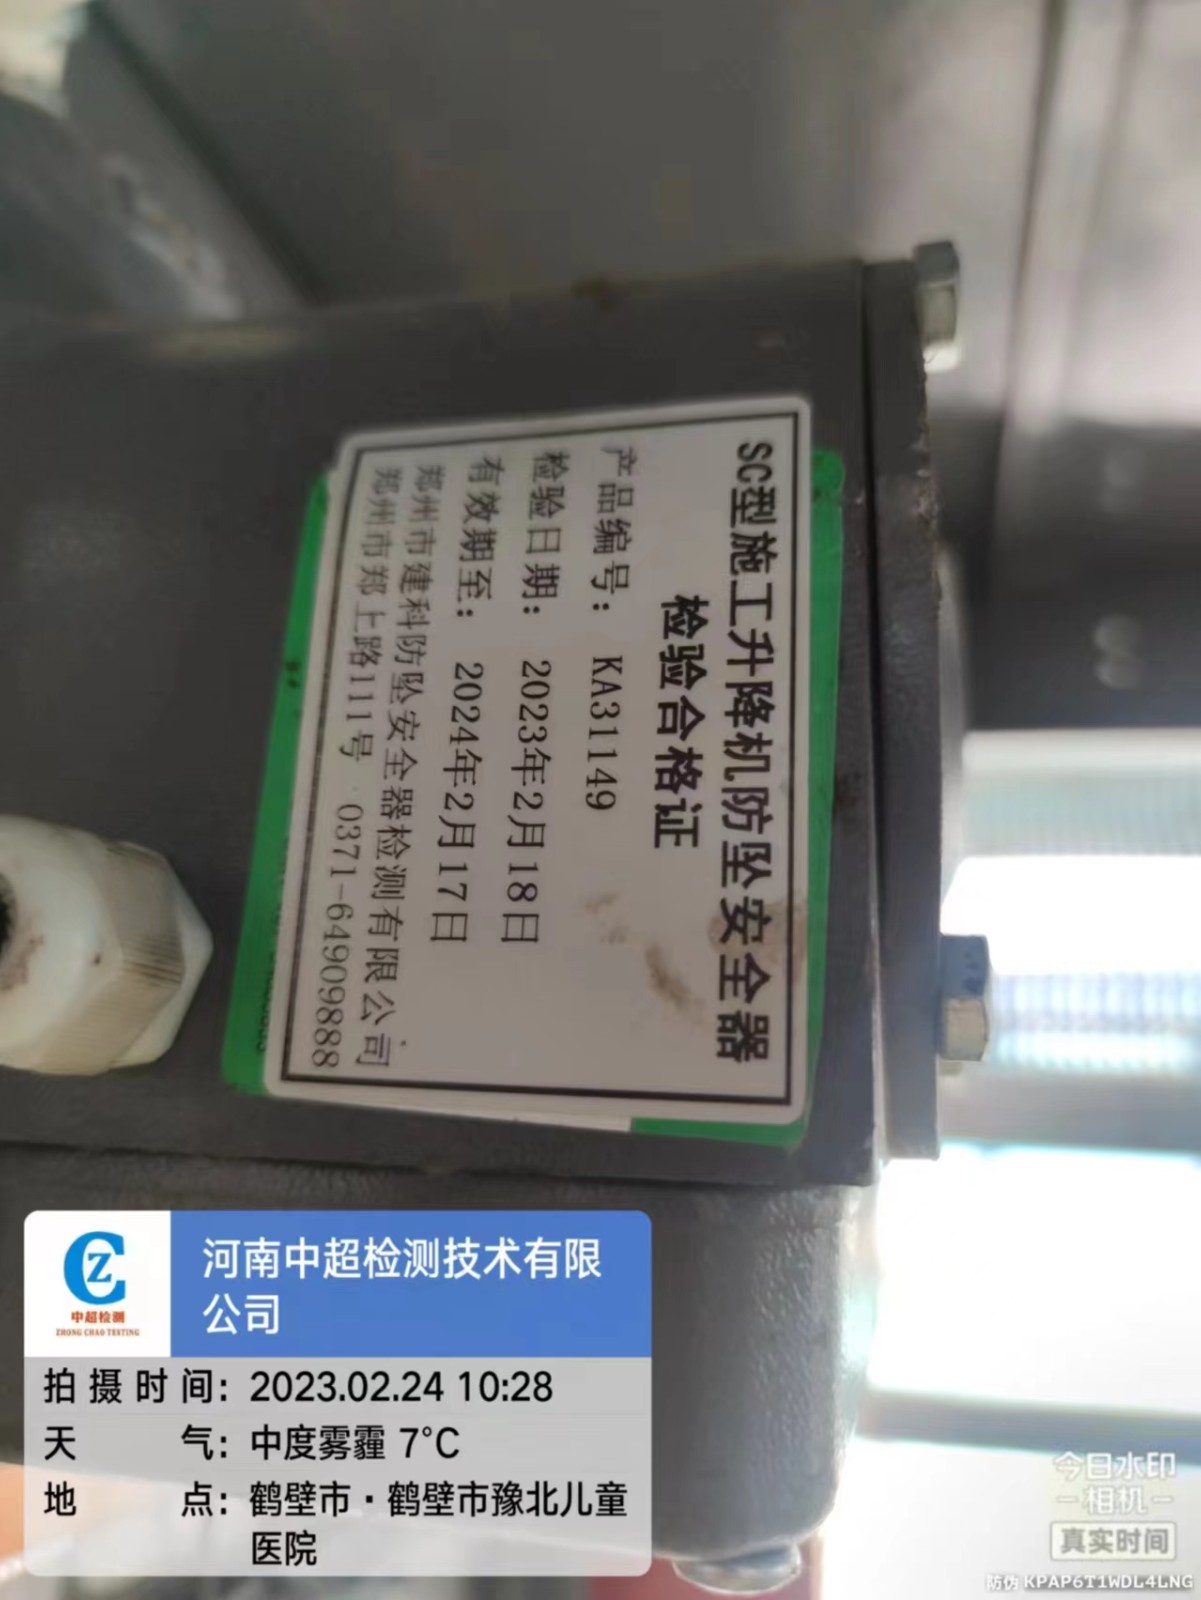 SC型施工升降机防坠安全器
检验合格证
产品编号： KA31149
检验日期： 2023年2月18日
有效期至： 2024年2月17日
郑州市建科防坠安全器检测有限公司
郑州市郑上路111号 0371-64909888
CZ
中超检测
ZHONG CHAO TESTING
河南中超检测技术有限
公司
拍摄时间：2023.02.24 10:28
天气：中度雾霾 7°C
地点：鹤壁市·鹤壁市豫北儿童
医院
今日水印
相机
真实时间
防伪 KPAP6T1WDL4LNG